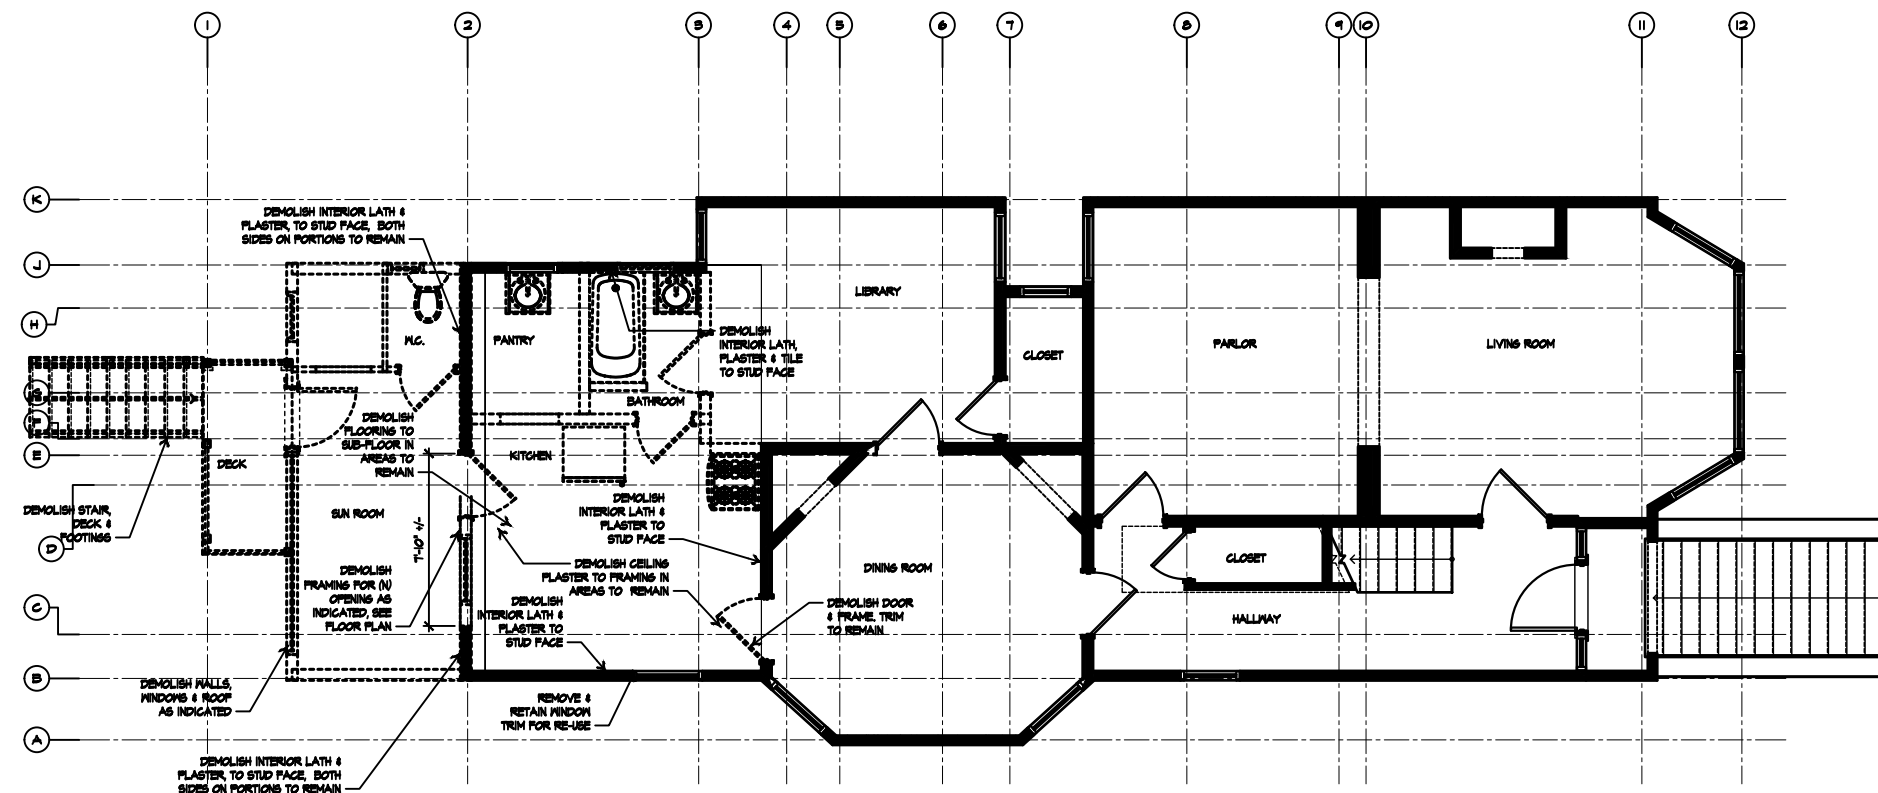 1 2 3 4 5 6 7 8 9 10 11 12
K
J
H
G
F
E
D
C
B
A
DEMOLISH INTERIOR LATH &
PLASTER, TO STUD FACE, BOTH
SIDES ON PORTIONS TO REMAIN
W.C.
PANTRY
DEMOLISH
INTERIOR LATH,
PLASTER & TILE
TO STUD FACE
BATHROOM
LIBRARY
CLOSET
PARLOR
LIVING ROOM
DEMOLISH
FLOORING TO
SUB-FLOOR IN
AREAS TO
REMAIN
KITCHEN
DECK
SUN ROOM
DEMOLISH STAIR,
DECK &
FOOTINGS
7'-10" +/-
DEMOLISH
INTERIOR LATH &
PLASTER TO
STUD FACE
DEMOLISH CEILING
PLASTER TO FRAMING IN
AREAS TO REMAIN
DEMOLISH
FRAMING FOR (N)
OPENING AS
INDICATED, SEE
FLOOR PLAN
DEMOLISH
INTERIOR LATH &
PLASTER TO
STUD FACE
DINING ROOM
DEMOLISH DOOR
& FRAME. TRIM
TO REMAIN
CLOSET
HALLWAY
DEMOLISH WALLS,
WINDOWS & ROOF
AS INDICATED
REMOVE &
RETAIN WINDOW
TRIM FOR RE-USE
DEMOLISH INTERIOR LATH &
PLASTER, TO STUD FACE, BOTH
SIDES ON PORTIONS TO REMAIN